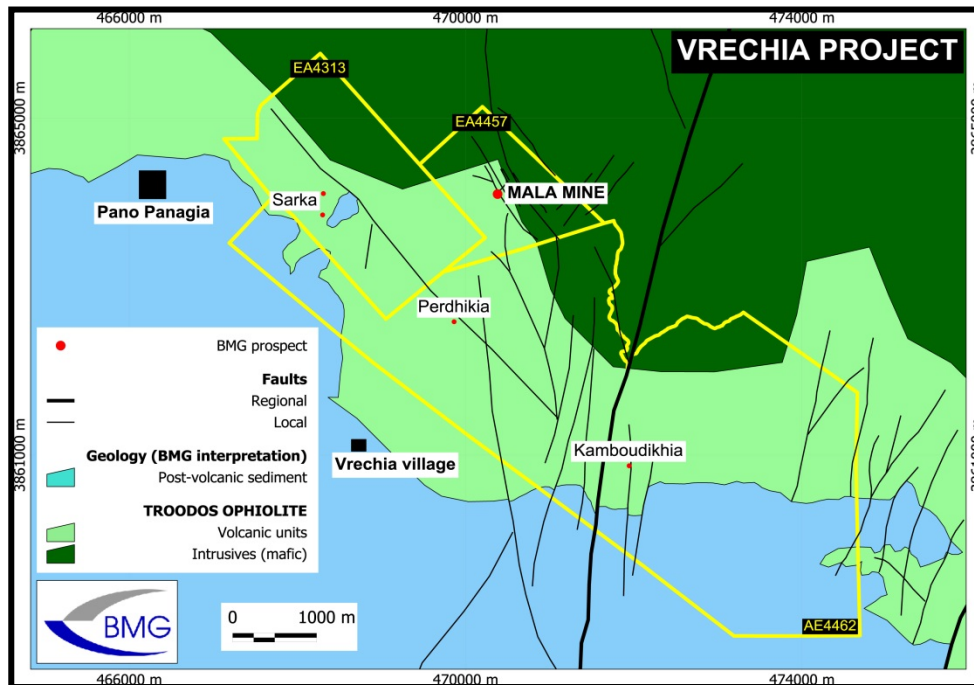 466000 m
470000 m
474000 m
VRECHIA PROJECT
EA4313
EA4457
3865000 m
3865000 m
MALA MINE
Sarka
Pano Panagia
Perdhikia
BMG prospect
Faults
Regional
Local
Geology (BMG interpretation)
Post-volcanic sediment
TROODOS OPHIOLITE
Volcanic units
Intrusives (mafic)
Vrechia village
Kamboudikhia
3861000 m
3861000 m
BMG
0 1000 m
AE4462
466000 m
470000 m
474000 m